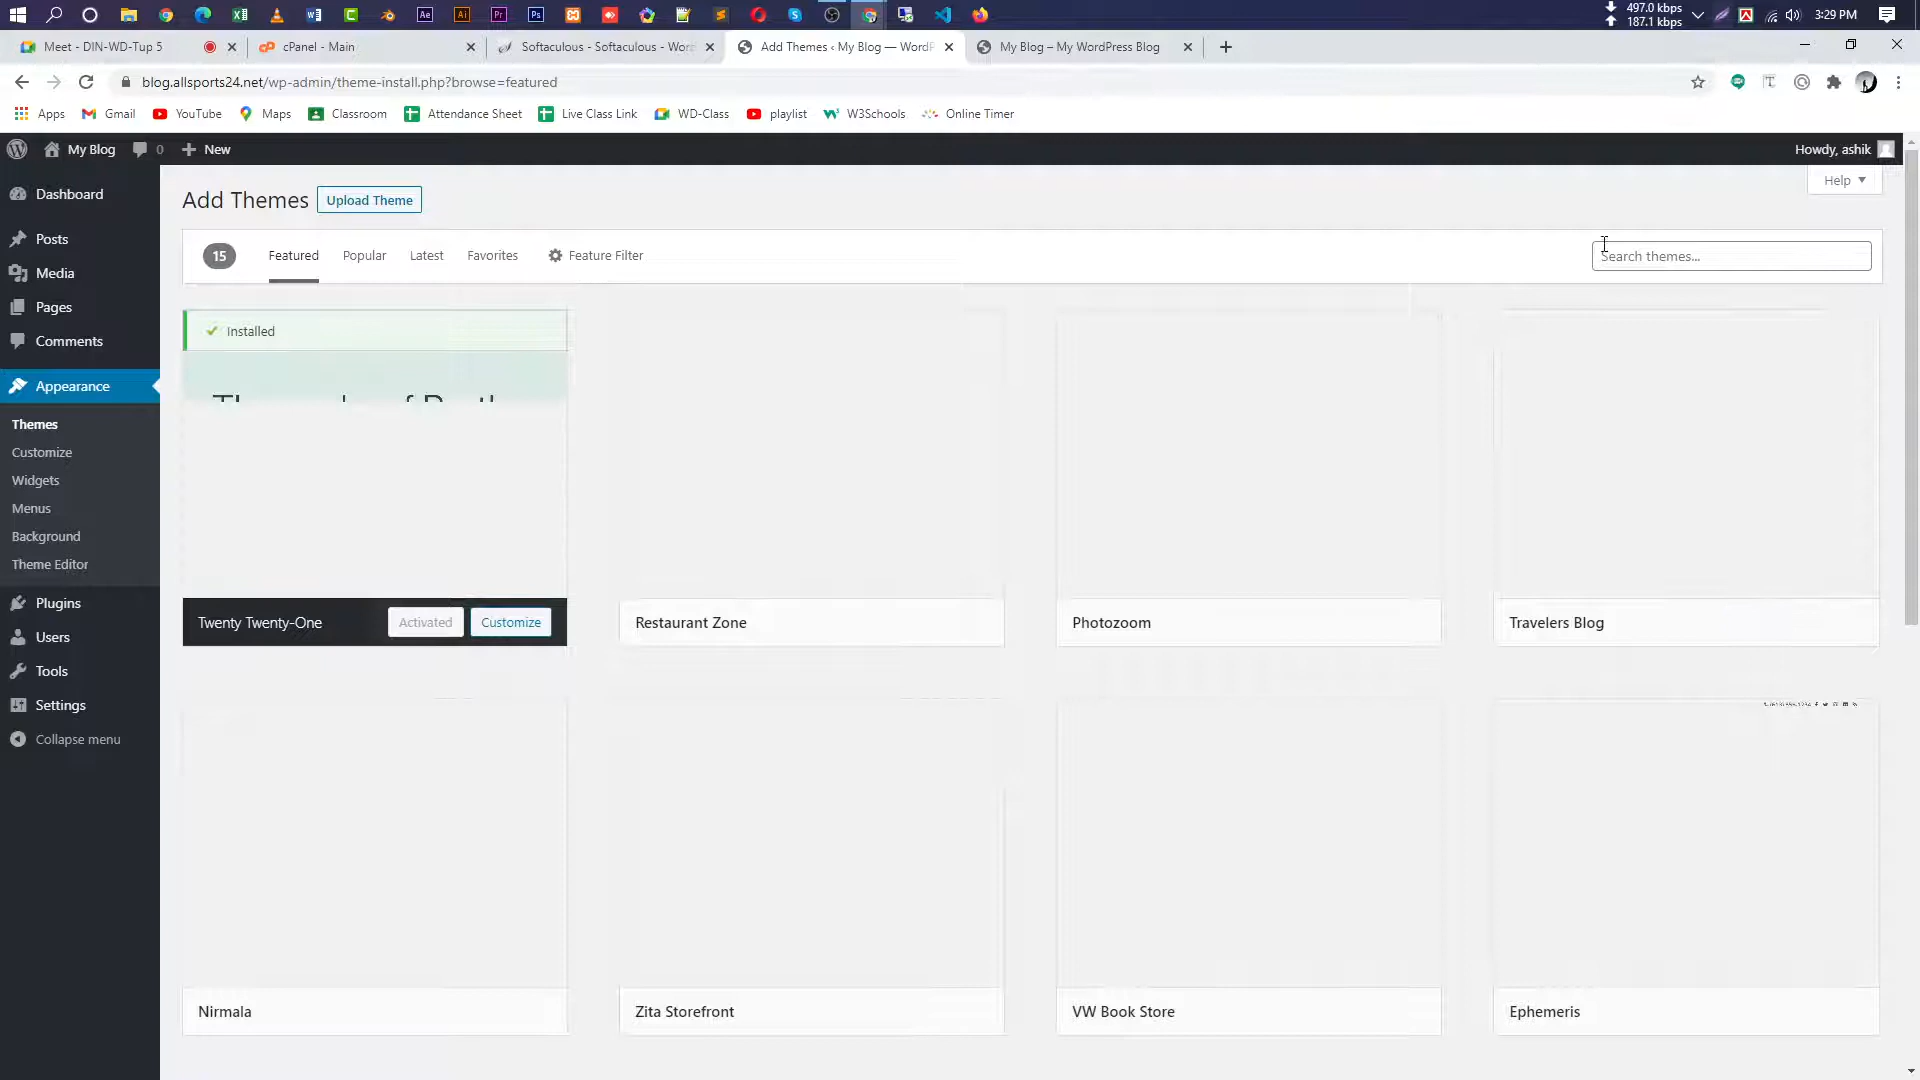 497.0 kbps
187.1 kbps
3:29 PM
Meet - DIN-WD-Tup 5
cPanel - Main
Softaculous - Softaculous - Wor
Add Themes ‹ My Blog — WordP
My Blog – My WordPress Blog
blog.allsports24.net/wp-admin/theme-install.php?browse=featured
Apps
Gmail
YouTube
Maps
Classroom
Attendance Sheet
Live Class Link
WD-Class
playlist
W3Schools
Online Timer
My Blog
0
New
Howdy, ashik
Dashboard
Posts
Media
Pages
Comments
Appearance
Themes
Customize
Widgets
Menus
Background
Theme Editor
Plugins
Users
Tools
Settings
Collapse menu
Add Themes
Upload Theme
Help
15
Featured
Popular
Latest
Favorites
Feature Filter
Search themes...
Installed
Twenty Twenty-One
Activated
Customize
Restaurant Zone
Photozoom
Travelers Blog
Nirmala
Zita Storefront
VW Book Store
Ephemeris